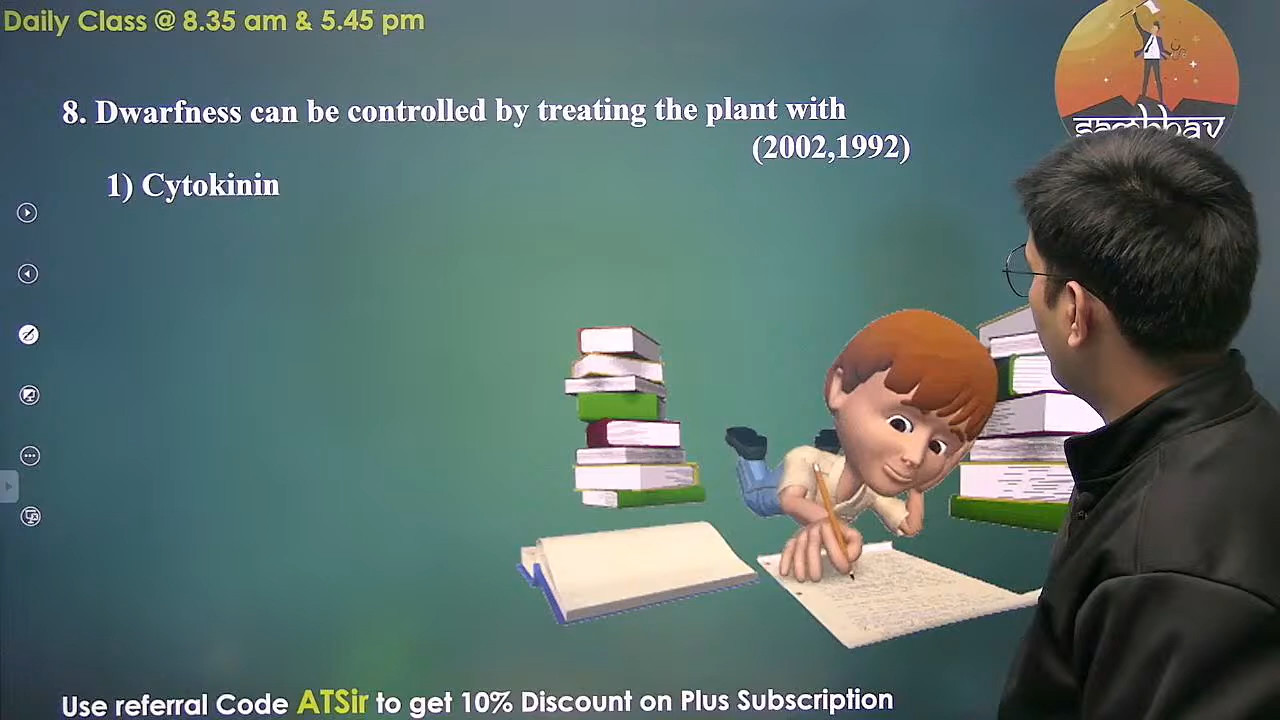 Daily Class @ 8.35 am & 5.45 pm
8. Dwarfness can be controlled by treating the plant with
(2002,1992)
1) Cytokinin
sambhav
Use referral Code ATSir to get 10% Discount on Plus Subscription